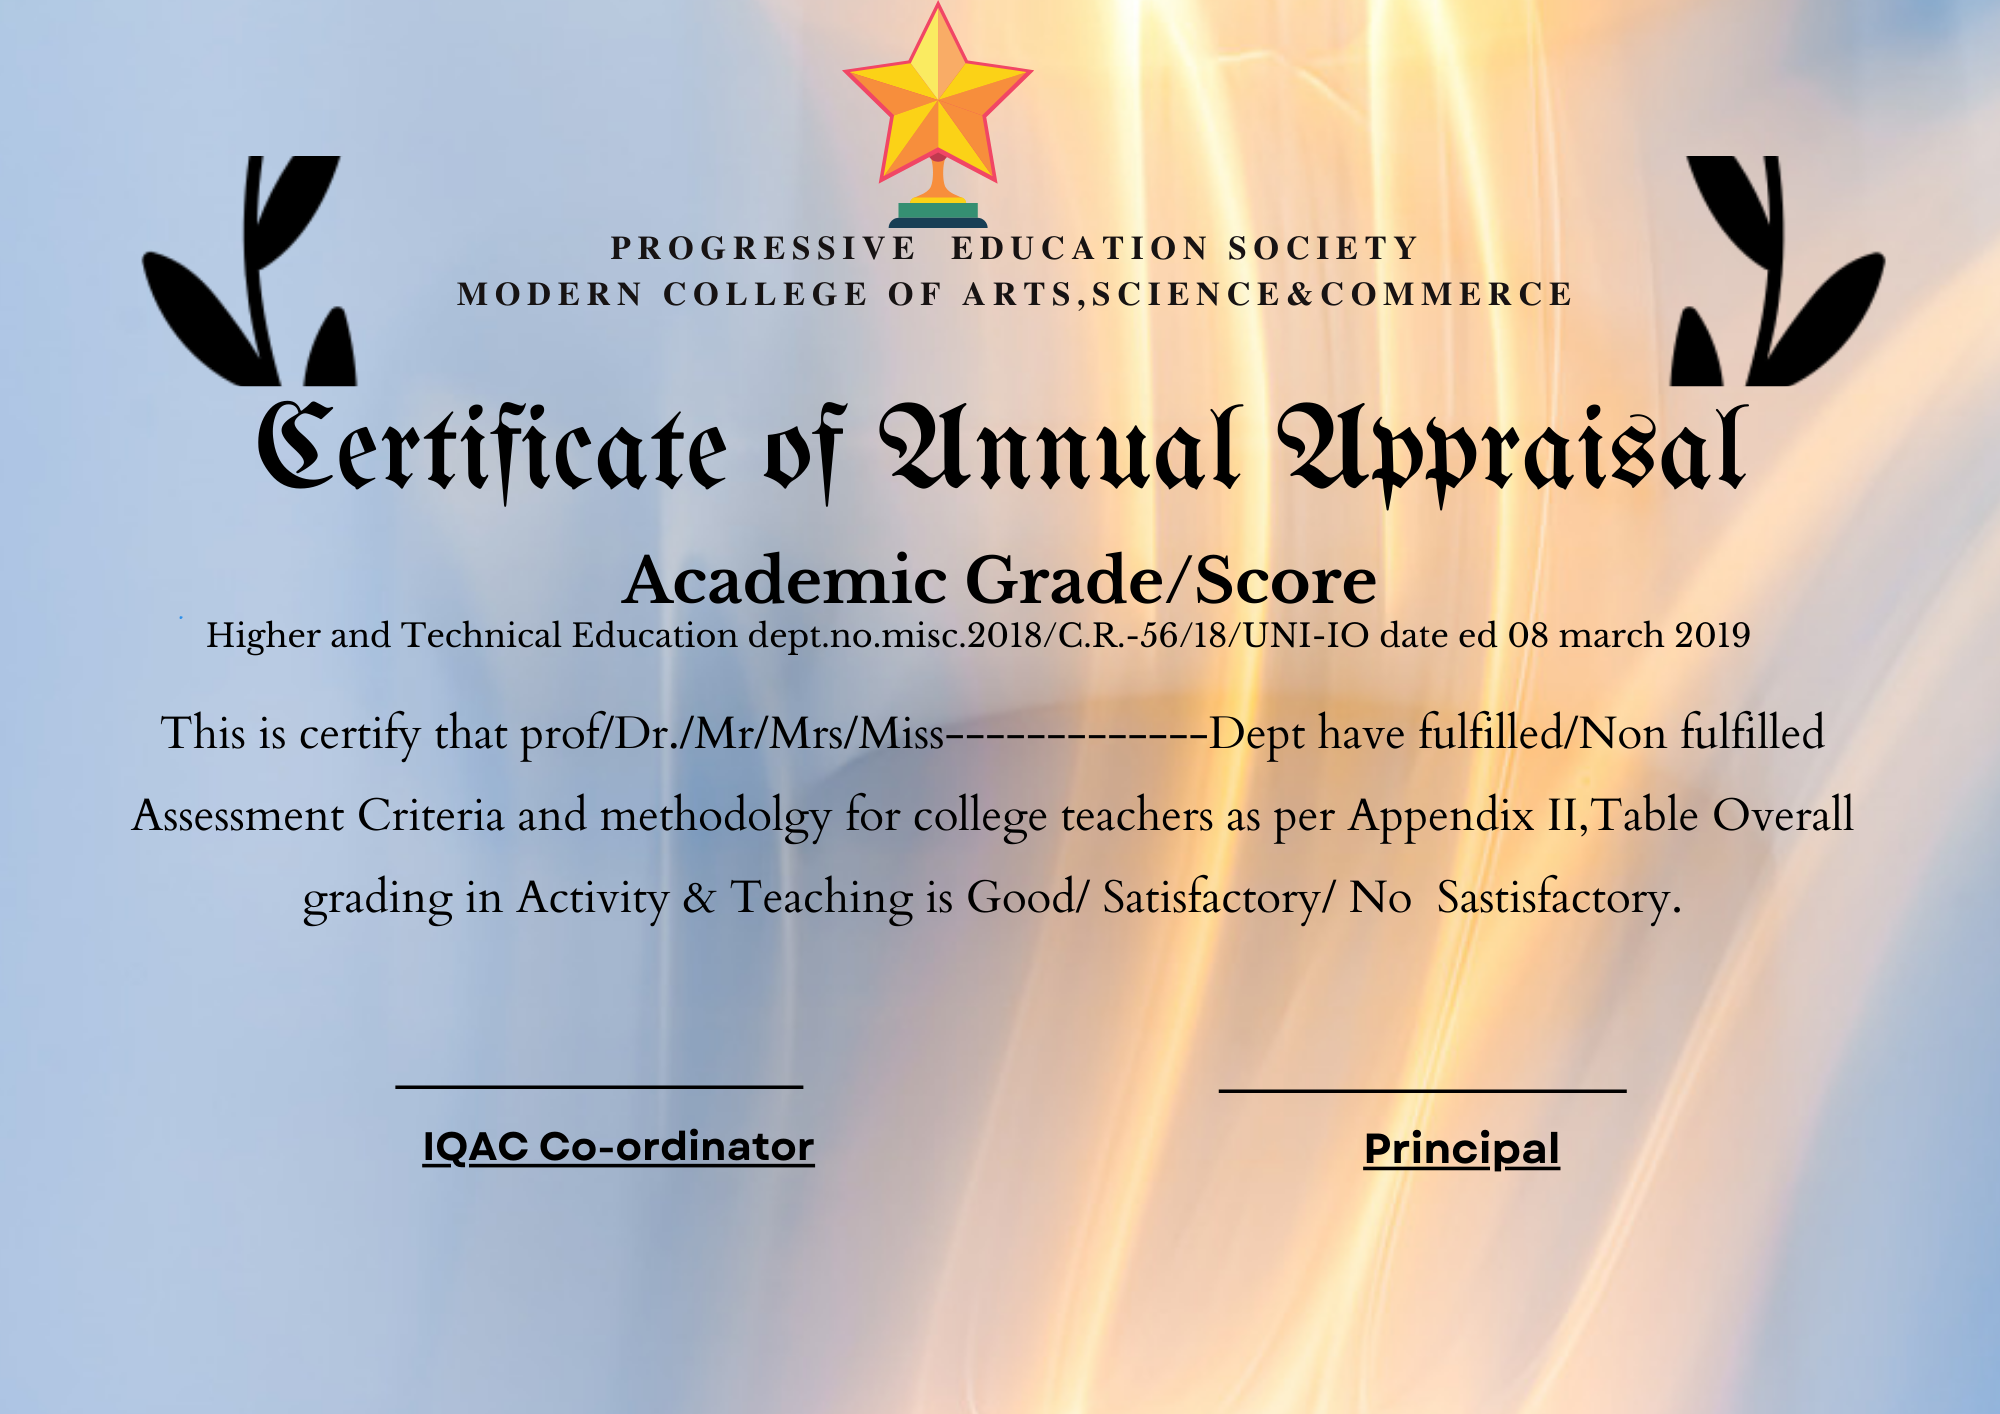 PROGRESSIVE EDUCATION SOCIETY
MODERN COLLEGE OF ARTS,SCIENCE&COMMERCE
Certificate of Annual Appraisal
Academic Grade/Score
Higher and Technical Education dept.no.misc.2018/C.R.-56/18/UNI-IO date ed 08 march 2019
This is certify that prof/Dr./Mr/Mrs/Miss-------------Dept have fulfilled/Non fulfilled
Assessment Criteria and methodolgy for college teachers as per Appendix II,Table Overall
grading in Activity & Teaching is Good/ Satisfactory/ No  Sastisfactory.
IQAC Co-ordinator
Principal